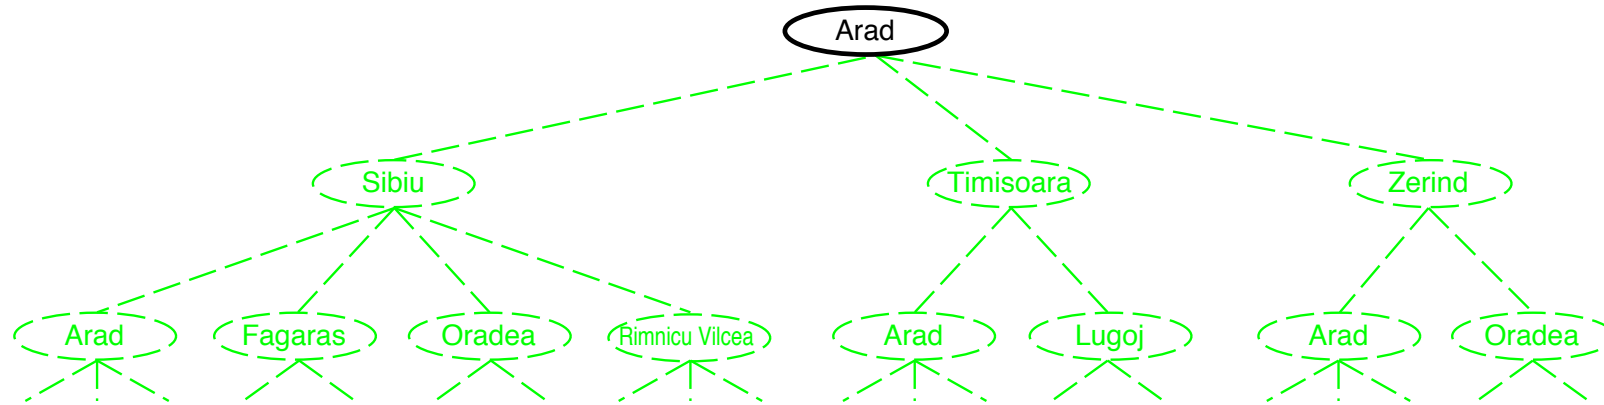 Arad
Sibiu
Timisoara
Zerind
Arad
Fagaras
Oradea
Rimnicu Vilcea
Arad
Lugoj
Arad
Oradea